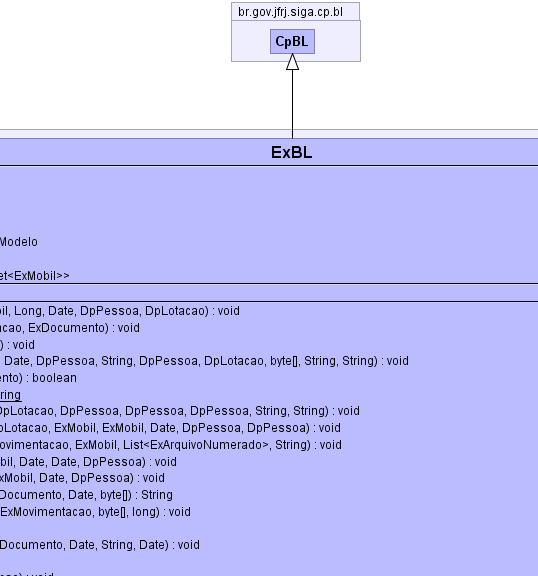 br.gov.jfrj.siga.cp.bl
CpBL
ExBL
Modelo
et<ExMobil>>
il, Long, Date, DpPessoa, DpLotacao) : void
acao, ExDocumento) : void
) : void
, Date, DpPessoa, String, DpPessoa, DpLotacao, byte[], String, String) : void
ento) : boolean
ring
DpLotacao, DpPessoa, DpPessoa, DpPessoa, String, String) : void
pLotacao, ExMobil, ExMobil, Date, DpPessoa, DpPessoa) : void
ovimentacao, ExMobil, List<ExArquivoNumerado>, String) : void
bil, Date, Date, DpPessoa) : void
xMobil, Date, DpPessoa) : void
Documento, Date, byte[]) : String
ExMovimentacao, byte[], long) : void
Documento, Date, String, Date) : void